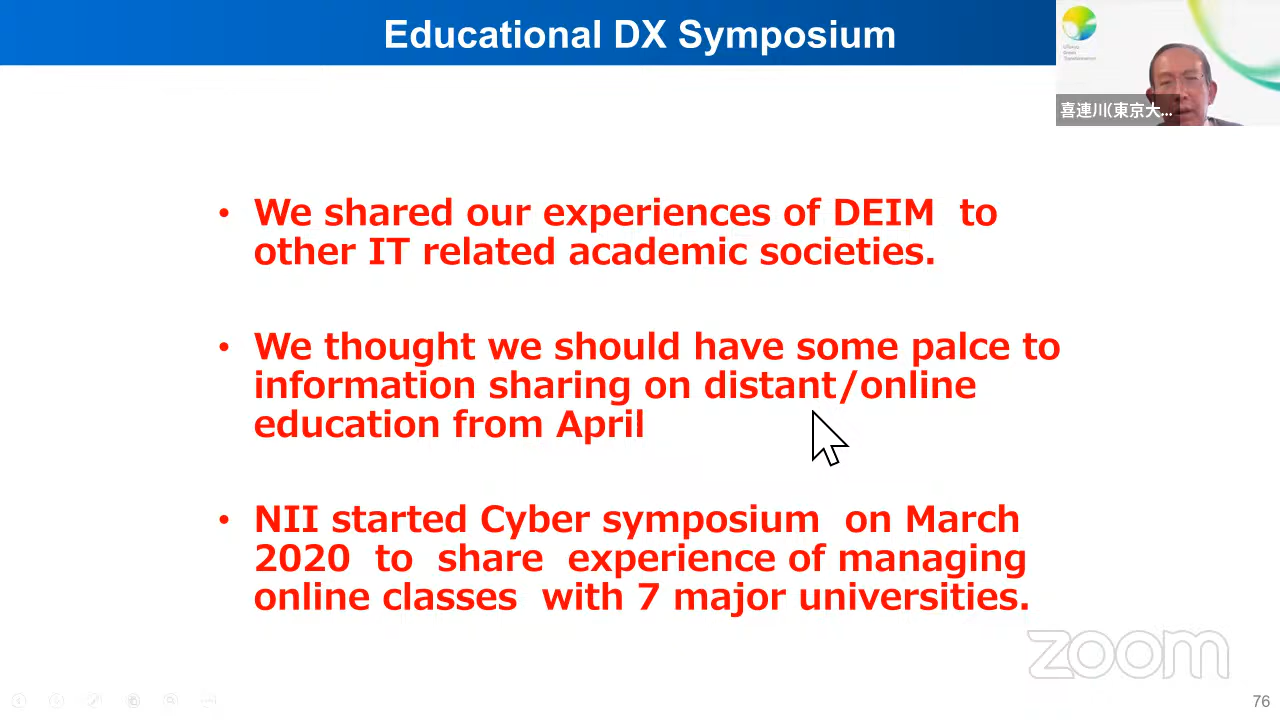 Educational DX Symposium
喜連川(東京大...
• We shared our experiences of DEIM to
other IT related academic societies.
• We thought we should have some palce to
information sharing on distant/online
education from April
• NII started Cyber symposium on March
2020 to share experience of managing
online classes with 7 major universities.
zoom
76